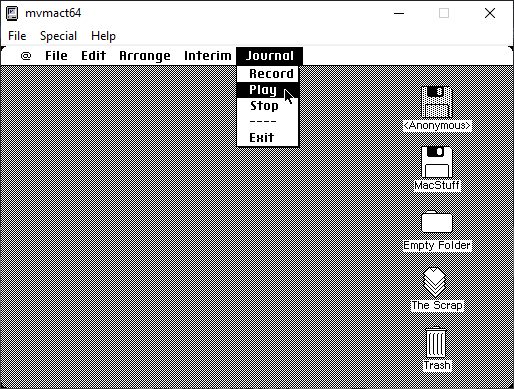 mvmact64
File Special Help
@ File Edit Arrange Interim Journal
Record
Play
Stop
----
Exit
<Anonymous>
MacStuff
Empty Folder
The Scrap
Trash